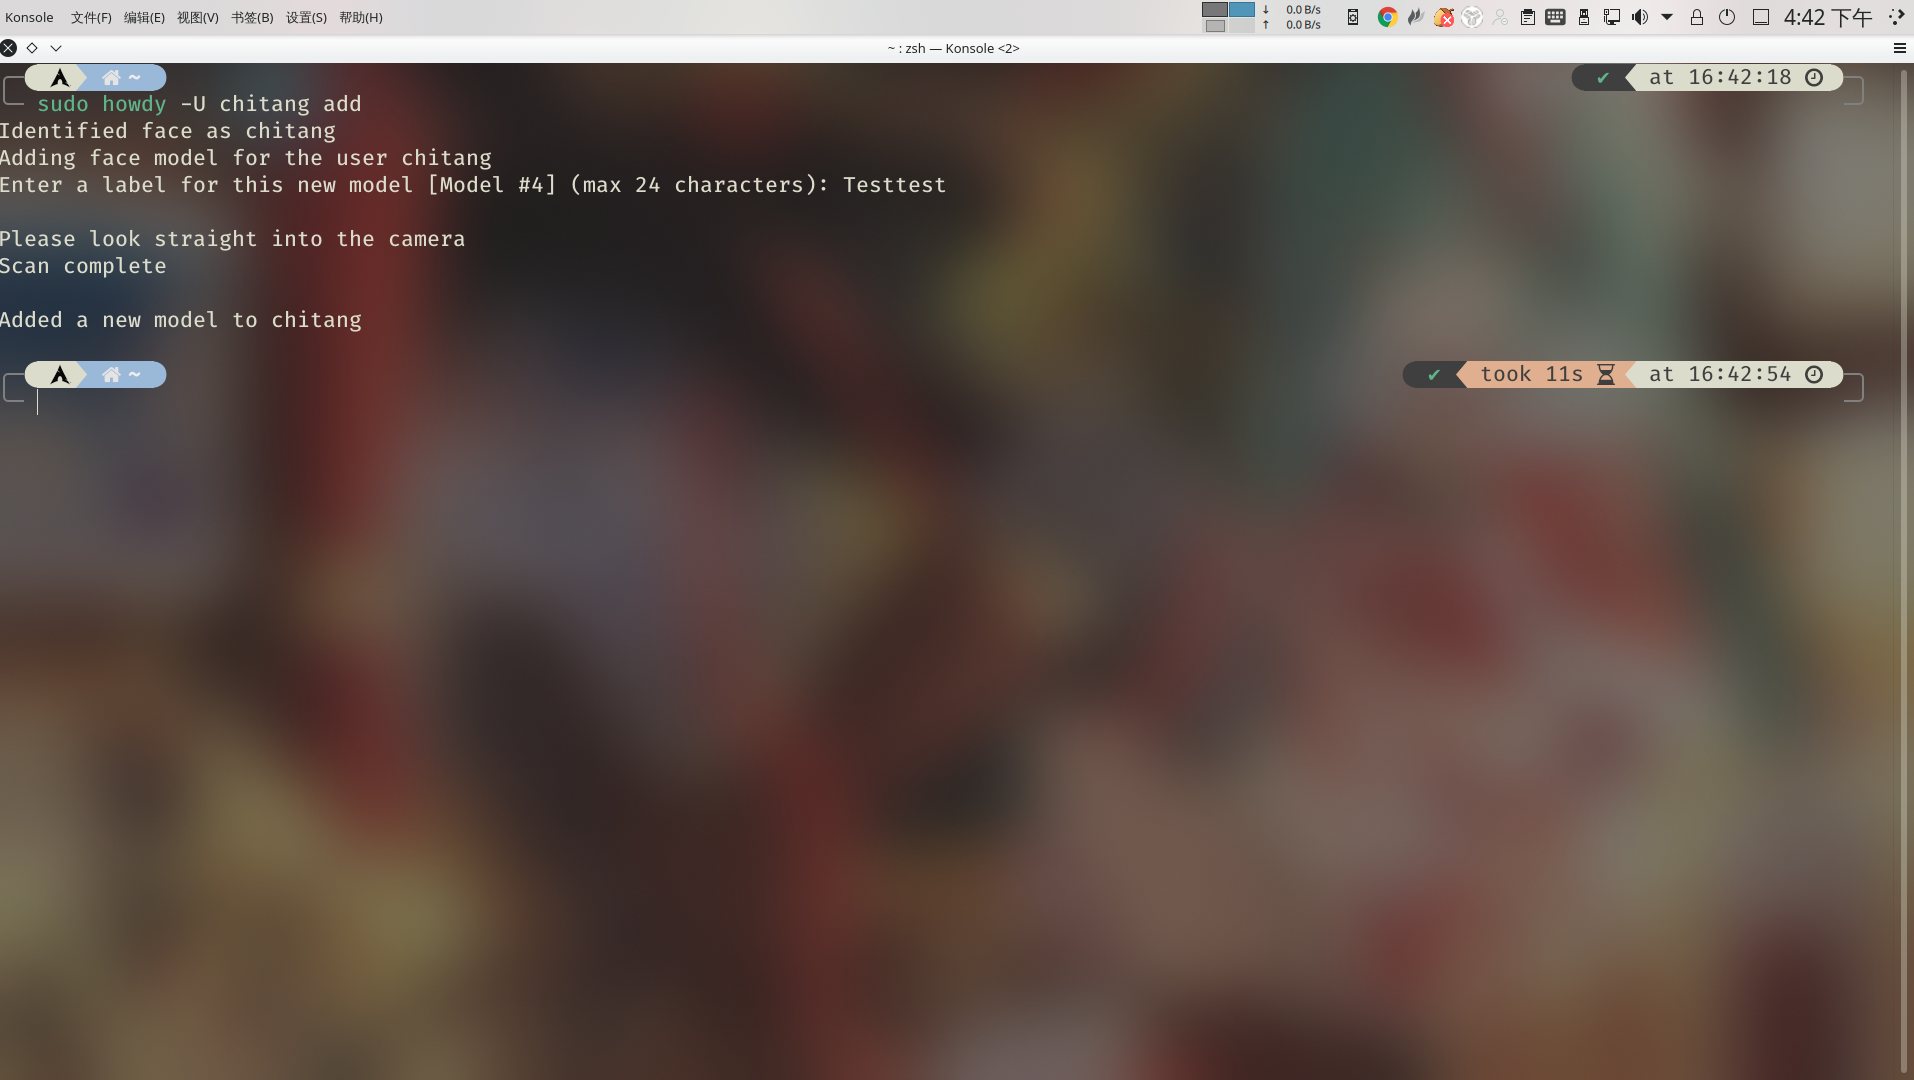 Konsole 文件(F) 编辑(E) 视图(V) 书签(B) 设置(S) 帮助(H)
↓ 0.0 B/s
↑ 0.0 B/s
4:42 下午
~ : zsh — Konsole <2>
~ ✔ at 16:42:18
sudo howdy -U chitang add
Identified face as chitang
Adding face model for the user chitang
Enter a label for this new model [Model #4] (max 24 characters): Testtest
Please look straight into the camera
Scan complete
Added a new model to chitang
~ ✔ took 11s at 16:42:54